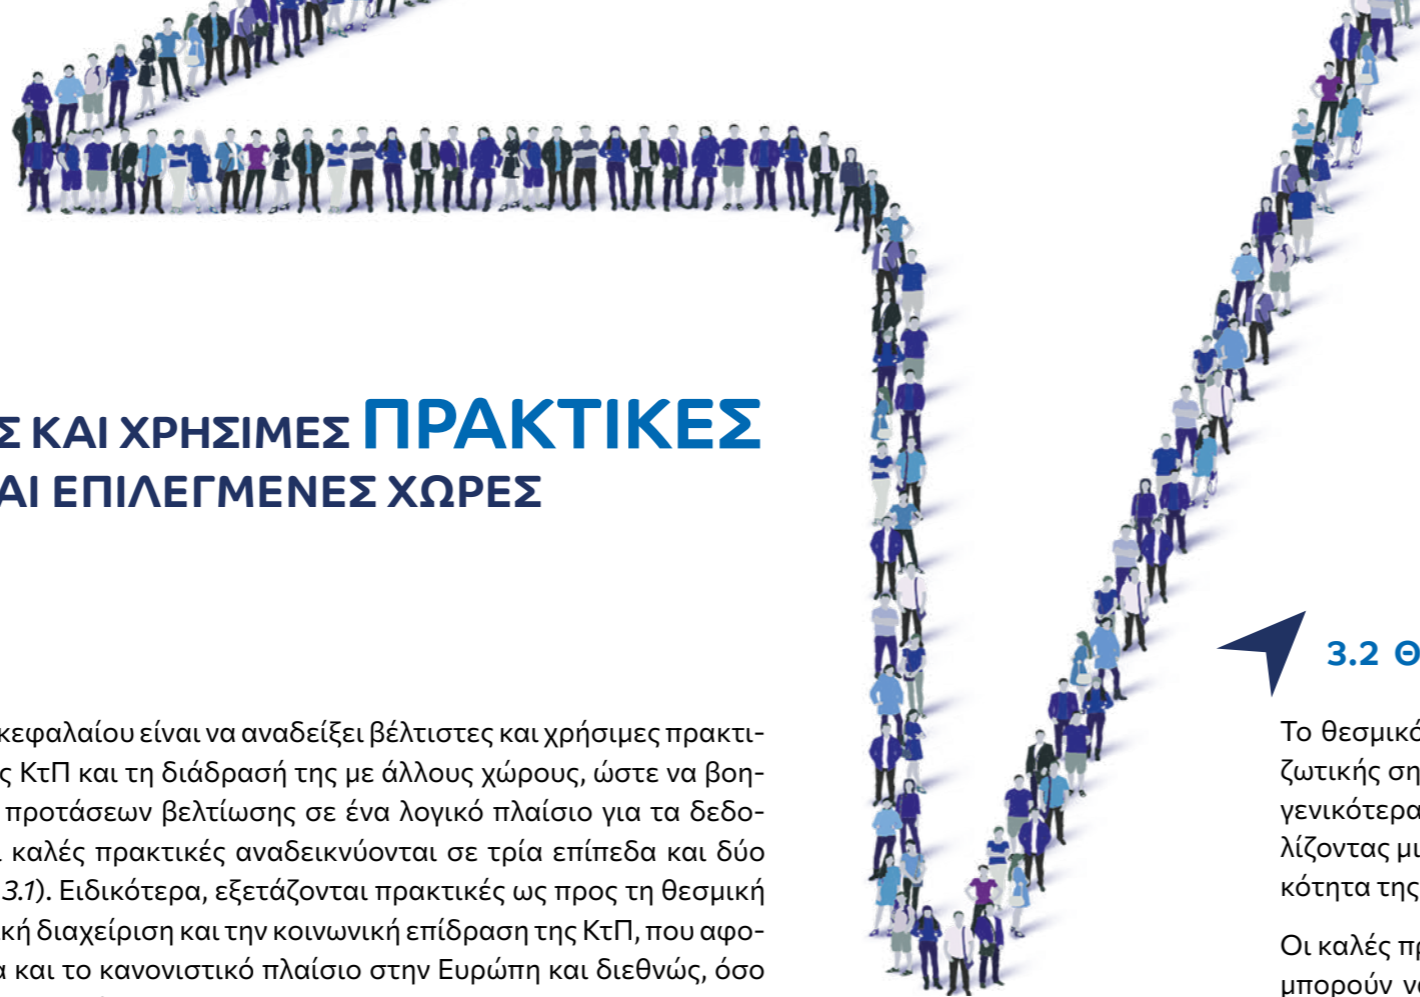 Σ ΚΑΙ ΧΡΗΣΙΜΕΣ ΠΡΑΚΤΙΚΕΣ
ΑΙ ΕΠΙΛΕΓΜΕΝΕΣ ΧΩΡΕΣ
κεφαλαίου είναι να αναδείξει βέλτιστες και χρήσιμες πρακτι-
ς ΚτΠ και τη διάδρασή της με άλλους χώρους, ώστε να βοη-
προτάσεων βελτίωσης σε ένα λογικό πλαίσιο για τα δεδο-
καλές πρακτικές αναδεικνύονται σε τρία επίπεδα και δύο
3.1). Ειδικότερα, εξετάζονται πρακτικές ως προς τη θεσμική
κή διαχείριση και την κοινωνική επίδραση της ΚτΠ, που αφο-
α και το κανονιστικό πλαίσιο στην Ευρώπη και διεθνώς, όσο
3.2 Θ
Το θεσμικό
ζωτικής ση
γενικότερα
λίζοντας μι
κότητα της
Οι καλές πρ
μπορούν ν